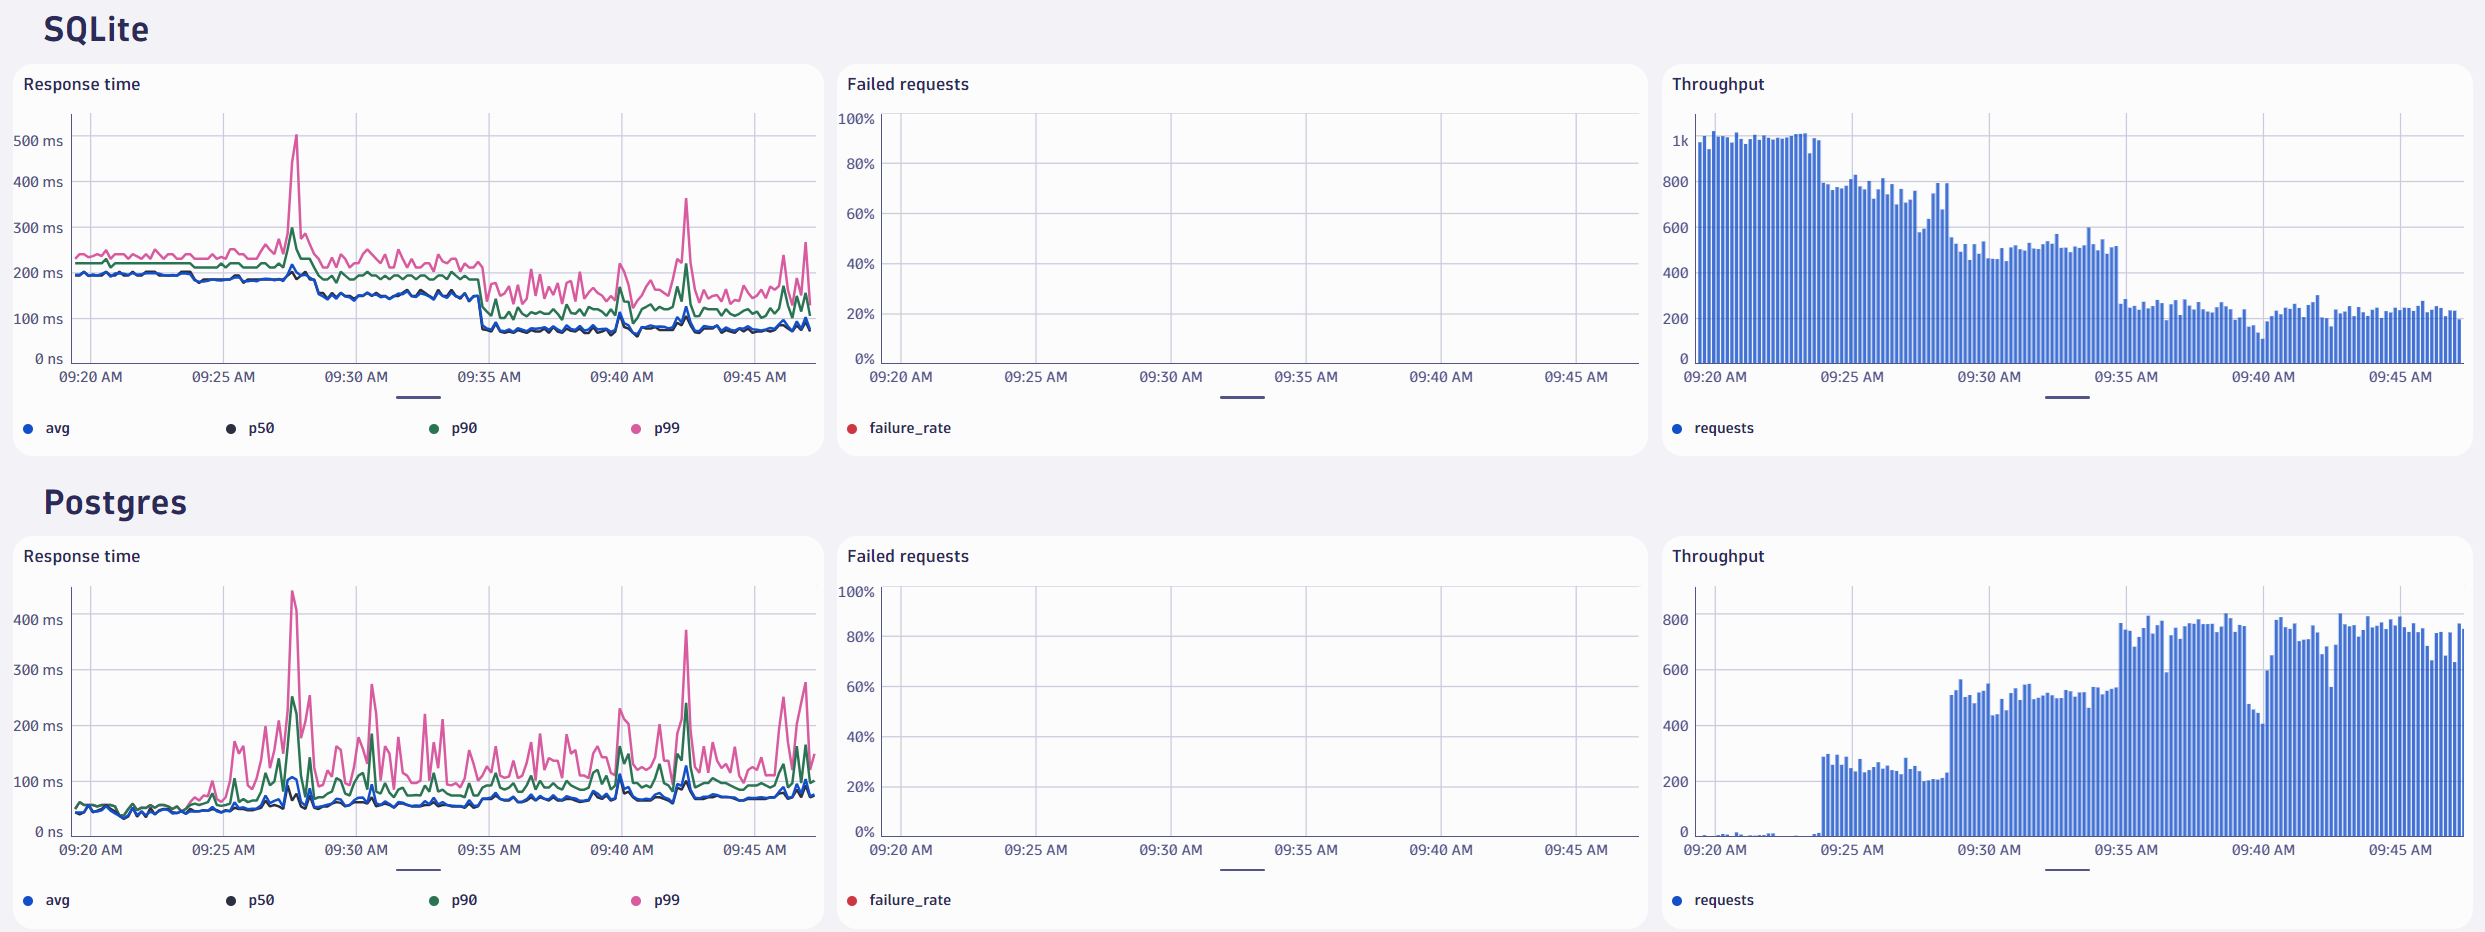 SQLite
Response time
500 ms
400 ms
300 ms
200 ms
100 ms
0 ns
09:20 AM 09:25 AM 09:30 AM 09:35 AM 09:40 AM 09:45 AM
avg p50 p90 p99
Failed requests
100%
80%
60%
40%
20%
0%
09:20 AM 09:25 AM 09:30 AM 09:35 AM 09:40 AM 09:45 AM
failure_rate
Throughput
1k
800
600
400
200
0
09:20 AM 09:25 AM 09:30 AM 09:35 AM 09:40 AM 09:45 AM
requests
Postgres
Response time
400 ms
300 ms
200 ms
100 ms
0 ns
09:20 AM 09:25 AM 09:30 AM 09:35 AM 09:40 AM 09:45 AM
avg p50 p90 p99
Failed requests
100%
80%
60%
40%
20%
0%
09:20 AM 09:25 AM 09:30 AM 09:35 AM 09:40 AM 09:45 AM
failure_rate
Throughput
800
600
400
200
0
09:20 AM 09:25 AM 09:30 AM 09:35 AM 09:40 AM 09:45 AM
requests